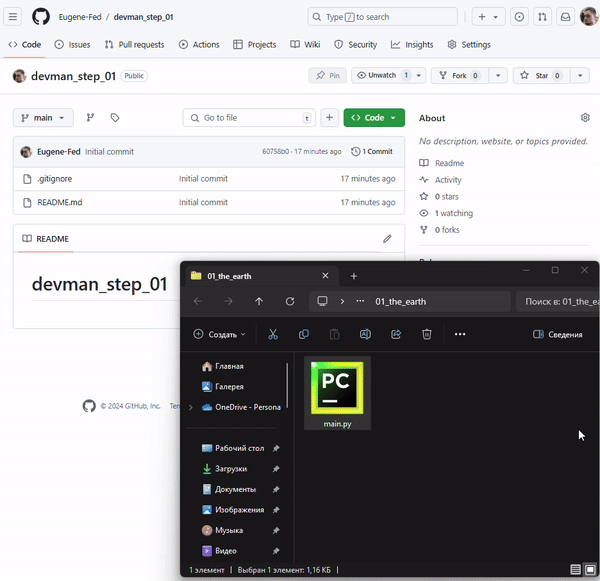 Eugene-Fed / devman_step_01
Type / to search
Code Issues Pull requests Actions Projects Wiki Security Insights Settings
devman_step_01 Public
Pin Unwatch 1 Fork 0 Star 0
main
Go to file t
Code
Eugene-Fed Initial commit 60758b0 · 17 minutes ago 1 Commit
.gitignore Initial commit 17 minutes ago
README.md Initial commit 17 minutes ago
README
devman_step_01
© 2024 GitHub, Inc.
About
No description, website, or topics provided.
Readme
Activity
0 stars
1 watching
0 forks
01_the_earth
01_the_earth
Поиск в: 01_the_ea
Создать
Сведения
Главная
Галерея
OneDrive - Persona
Рабочий стол
Загрузки
Документы
Изображения
Музыка
Видео
PC
main.py
1 элемент | Выбран 1 элемент: 1,16 КБ |